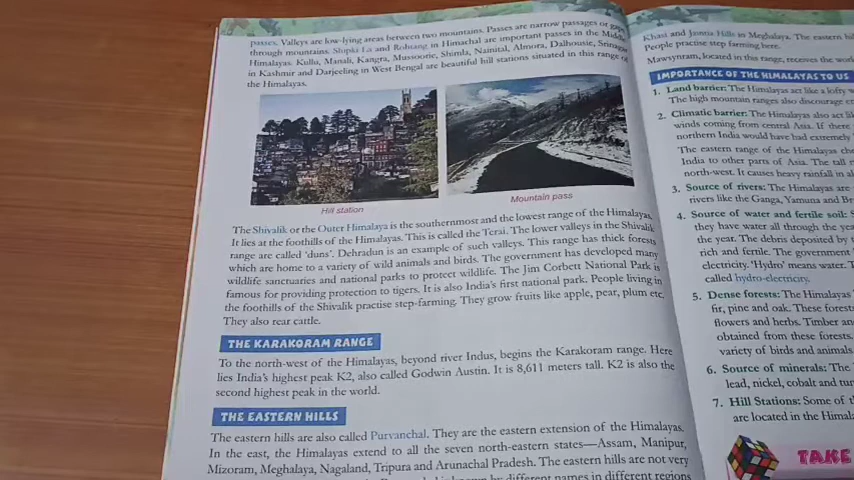 passes. Valleys are low-lying areas between two mountains. Passes are narrow passages or gaps
through mountains. Shipki La and Rohtang in Himachal are important passes in the Middle
Himalayas. Kullu, Manali, Kangra, Mussoorie, Shimla, Nainital, Almora, Dalhousie, Srinagar
in Kashmir and Darjeeling in West Bengal are beautiful hill stations situated in this range of
the Himalayas.
Hill station
Mountain pass
The Shivalik or the Outer Himalaya is the southernmost and the lowest range of the Himalayas.
It lies at the foothills of the Himalayas. This is called the Terai. The lower valleys in the Shivalik
range are called 'duns'. Dehradun is an example of such valleys. This range has thick forests
which are home to a variety of wild animals and birds. The government has developed many
wildlife sanctuaries and national parks to protect wildlife. The Jim Corbett National Park is
famous for providing protection to tigers. It is also India's first national park. People living in
the foothills of the Shivalik practise step-farming. They grow fruits like apple, pear, plum etc.
They also rear cattle.
THE KARAKORAM RANGE
To the north-west of the Himalayas, beyond river Indus, begins the Karakoram range. Here
lies India's highest peak K2, also called Godwin Austin. It is 8,611 meters tall. K2 is also the
second highest peak in the world.
THE EASTERN HILLS
The eastern hills are also called Purvanchal. They are the eastern extension of the Himalayas.
In the east, the Himalayas extend to all the seven north-eastern states—Assam, Manipur,
Mizoram, Meghalaya, Nagaland, Tripura and Arunachal Pradesh. The eastern hills are not very
by different names in different regions
Khasi and Jaintia Hills in Meghalaya. The eastern
People practise step farming here.
Mawsynram, located in this range, receives the
IMPORTANCE OF THE HIMALAYAS TO US
1. Land barrier: The Himalayas act like a lofty
The high mountain ranges also discourage
2. Climatic barrier: The Himalayas also act
winds coming from central Asia. If there
northern India would have had extremely
The eastern range of the Himalayas
India to other parts of Asia. The tall
north-west. It causes heavy rainfall in
3. Source of rivers: The Himalayas are
rivers like the Ganga, Yamuna and
4. Source of water and fertile soil:
they have water all through the
the year. The debris deposited by
rich and fertile. The government
electricity. 'Hydro' means water.
called hydro-electricity.
5. Dense forests: The Himalayas
fir, pine and oak. These forests
flowers and herbs. Timber and
obtained from these forests.
variety of birds and animals
6. Source of minerals: The
lead, nickel, cobalt and
7. Hill Stations: Some of
are located in the
TAKE